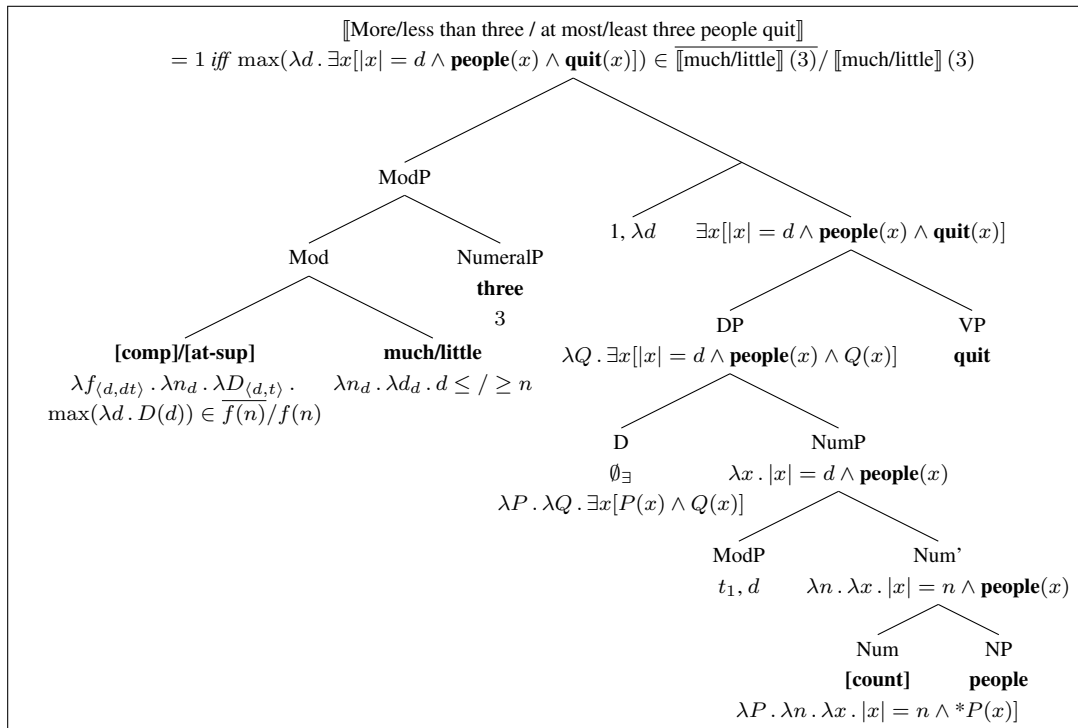 ⟦More/less than three / at most/least three people quit⟧
= 1 iff max(λd . ∃x[|x| = d ∧ people(x) ∧ quit(x)]) ∈ \overline{⟦much/little⟧ (3)}/ ⟦much/little⟧ (3)
ModP
1, λd ∃x[|x| = d ∧ people(x) ∧ quit(x)]
Mod NumeralP
three
3
DP VP
λQ . ∃x[|x| = d ∧ people(x) ∧ Q(x)] quit
[comp]/[at-sup] much/little
λf⟨d,dt⟩ . λn_d . λD⟨d,t⟩ . λn_d . λd_d . d ≤ / ≥ n
max(λd . D(d)) ∈ \overline{f(n)}/f(n)
D NumP
∅∃ λx . |x| = d ∧ people(x)
λP . λQ . ∃x[P(x) ∧ Q(x)]
ModP Num’
t₁, d λn . λx . |x| = n ∧ people(x)
Num NP
[count] people
λP . λn . λx . |x| = n ∧ *P(x)]